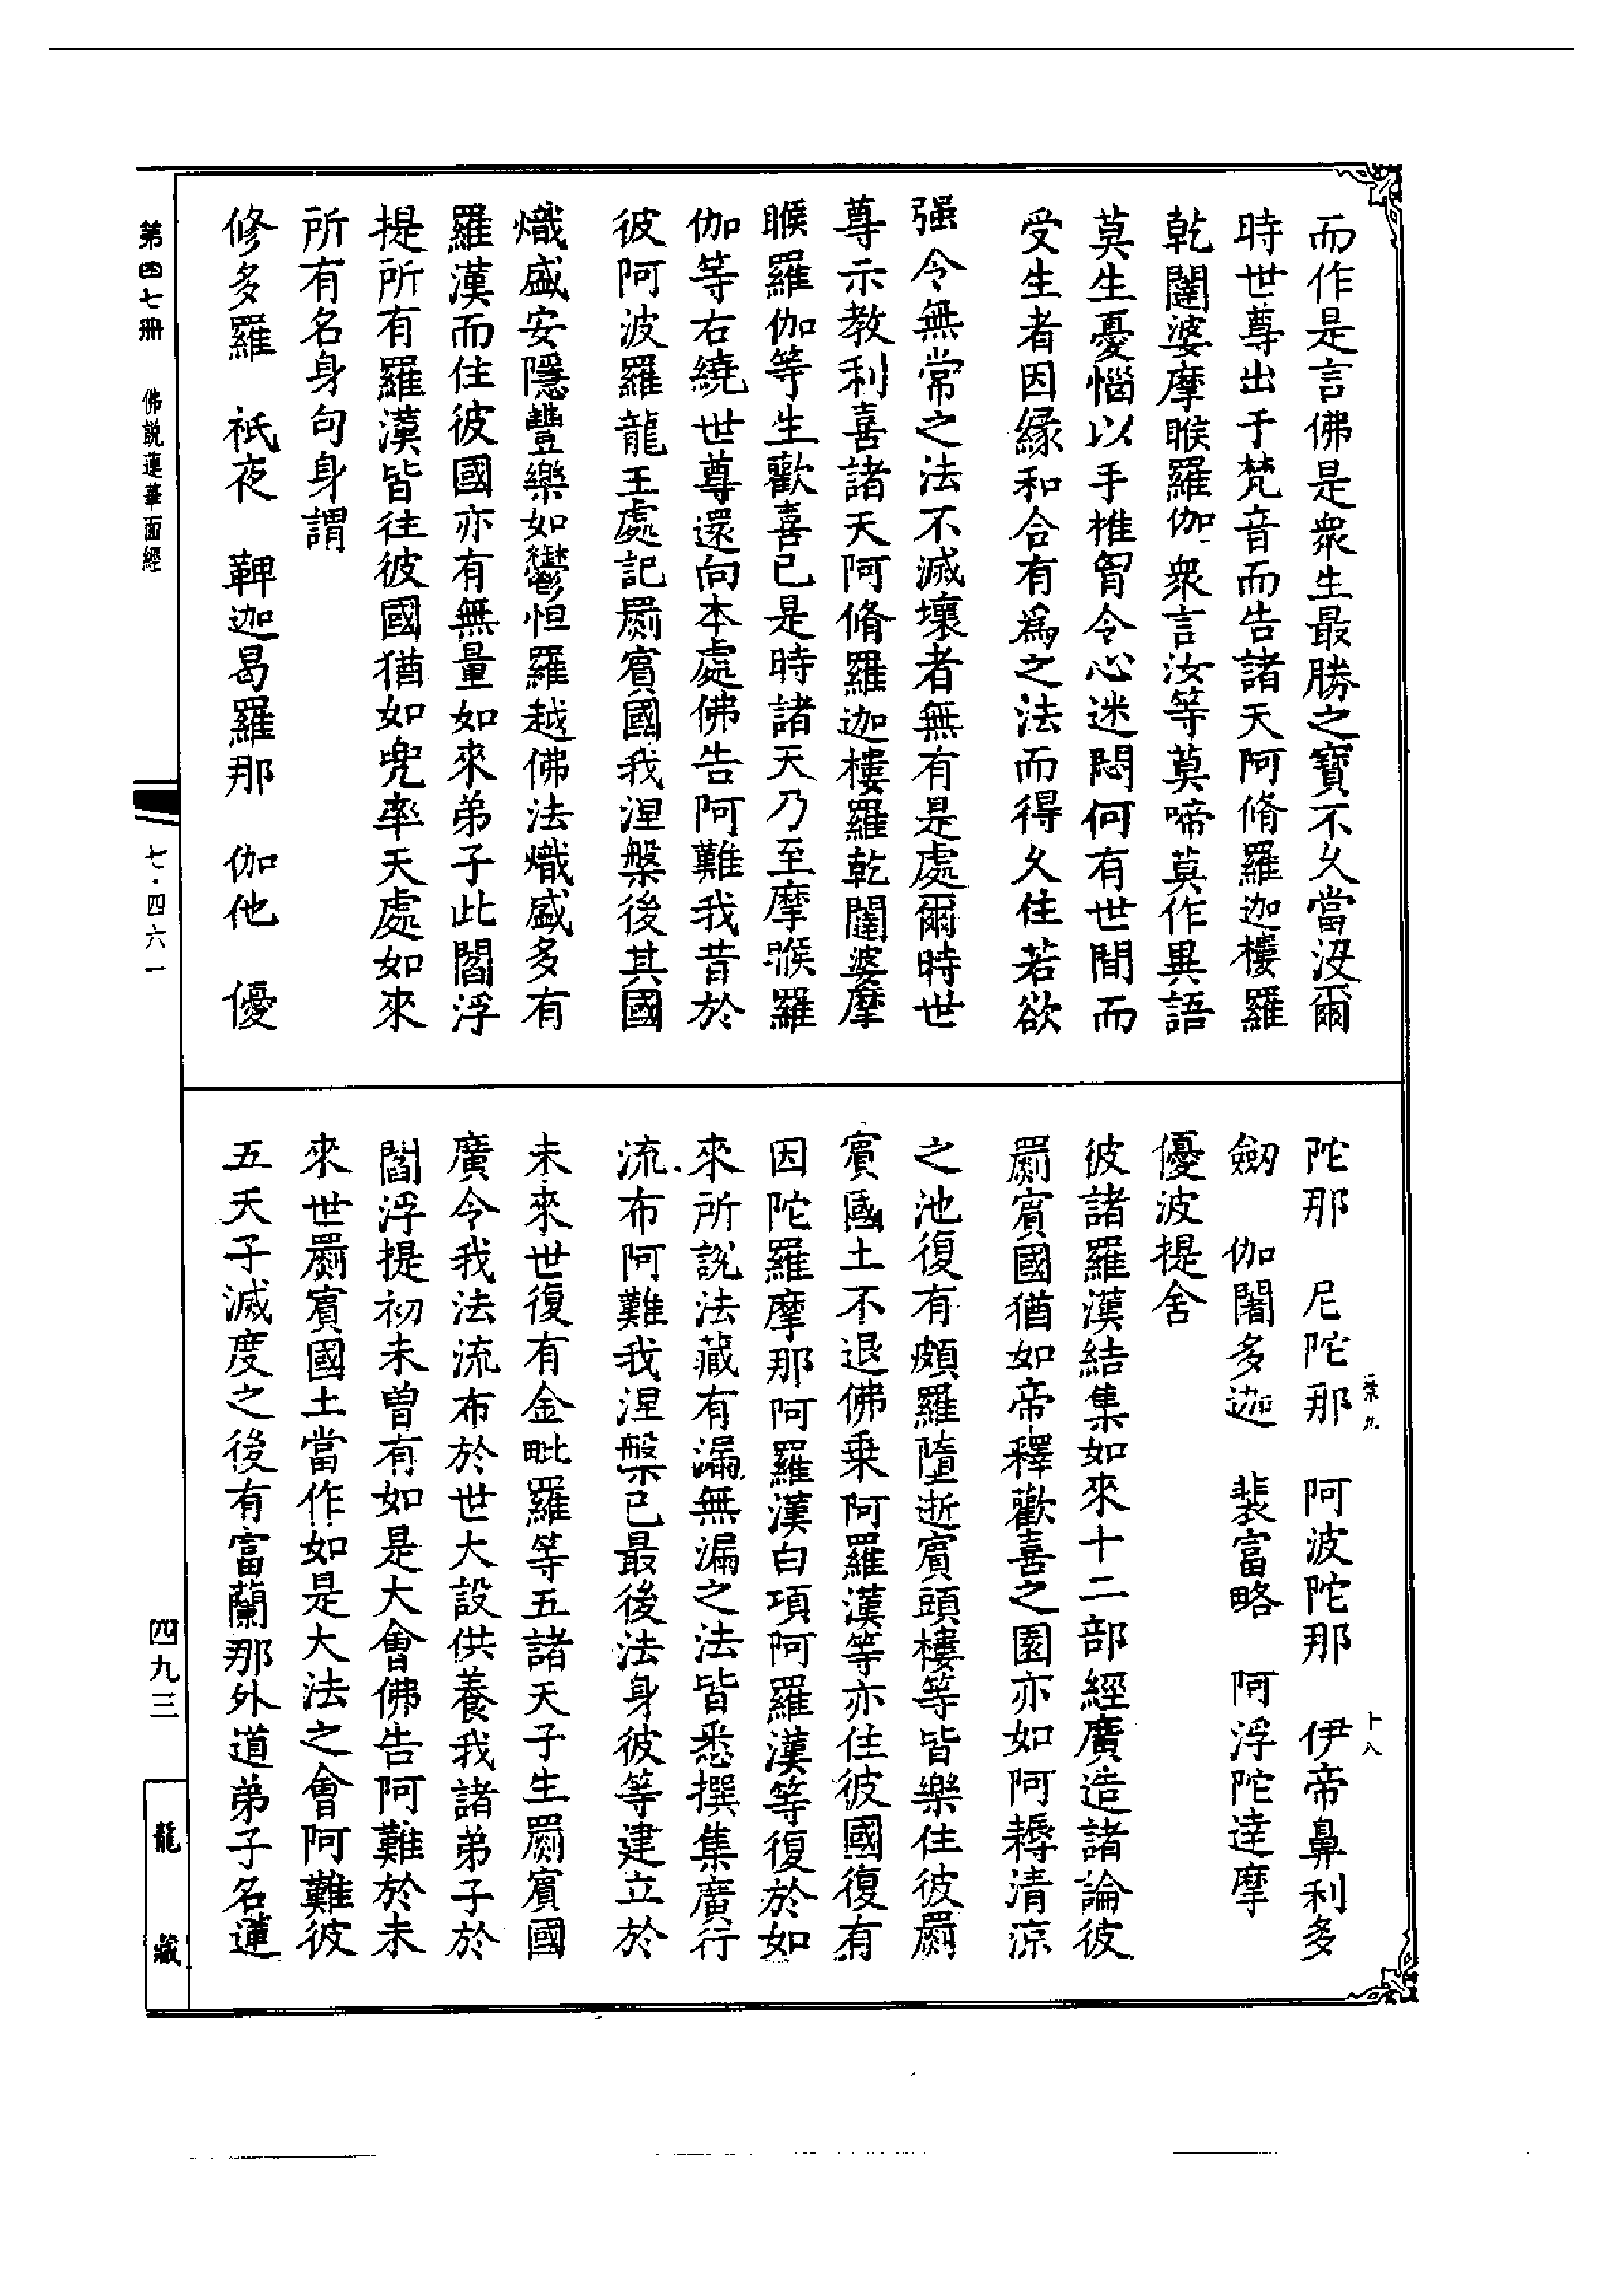 而作是言佛是衆生最勝之寶不久當沒爾
時世尊出于梵音而告諸天阿脩羅迦樓羅
乾闥婆摩睺羅伽衆言汝等莫啼莫作異語
莫生憂惱以手椎胷令心迷悶何有世間而
受生者因緣和合有爲之法而得久住若欲
强令無常之法不滅壞者無有是處爾時世
尊示教利喜諸天阿脩羅迦樓羅乾闥婆摩
睺羅伽等生歡喜已是時諸天乃至摩睺羅
伽等右繞世尊還向本處佛告阿難我昔於
彼阿波羅龍王處記罽賓國我涅槃後其國
熾盛安隱豐樂如鬱怛羅越佛法熾盛多有
羅漢而住彼國亦有無量如來弟子此閻浮
提所有羅漢皆往彼國猶如兜率天處如來
所有名身句身謂
修多羅　祇夜　鞞迦曷羅那　伽他　優
陀那　尼陀那　阿波陀那　伊帝鼻利多
劒　伽闍多迦　裴富略　阿浮陀達摩
優波提舍
彼諸羅漢結集如來十二部經廣造諸論彼
罽賓國猶如帝釋歡喜之園亦如阿耨清涼
之池復有頗羅墮逝賓頭樓等皆樂住彼罽
賓國土不退佛乗阿羅漢等亦住彼國復有
因陀羅摩那阿羅漢白項阿羅漢等復於如
來所說法藏有漏無漏之法皆悉撰集廣行
流布阿難我涅槃已最後法身彼等建立於
未來世復有金毗羅等五諸天子生罽賓國
廣令我法流布於世大設供養我諸弟子於
閻浮提初未曾有如是大會佛告阿難於未
來世罽賓國土當作如是大法之會阿難彼
五天子滅度之後有富蘭那外道弟子名蓮
葉九
十八
第四七冊　佛說蓮華面經
七·四六一
四九三
龍藏